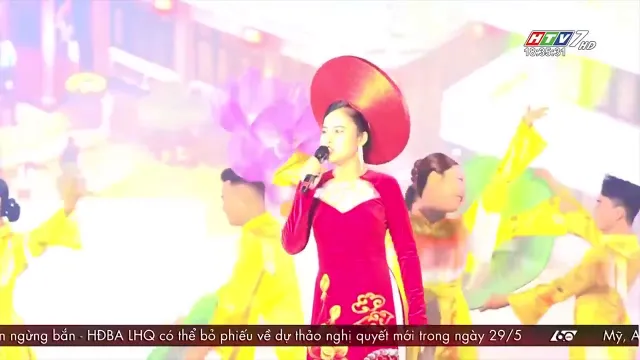 HTV7 HD
18:35:31
n ngừng bắn - HĐBA LHQ có thể bỏ phiếu về dự thảo nghị quyết mới trong ngày 29/5 60 Mỹ, A